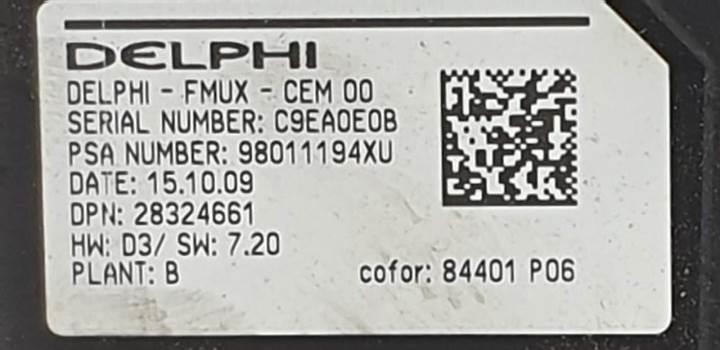 DELPHI
DELPHI - FMUX - CEM 00
SERIAL NUMBER: C9EA0E0B
PSA NUMBER: 98011194XU
DATE: 15.10.09
DPN: 28324661
HW: D3/ SW: 7.20
PLANT: B cofor: 84401 P06